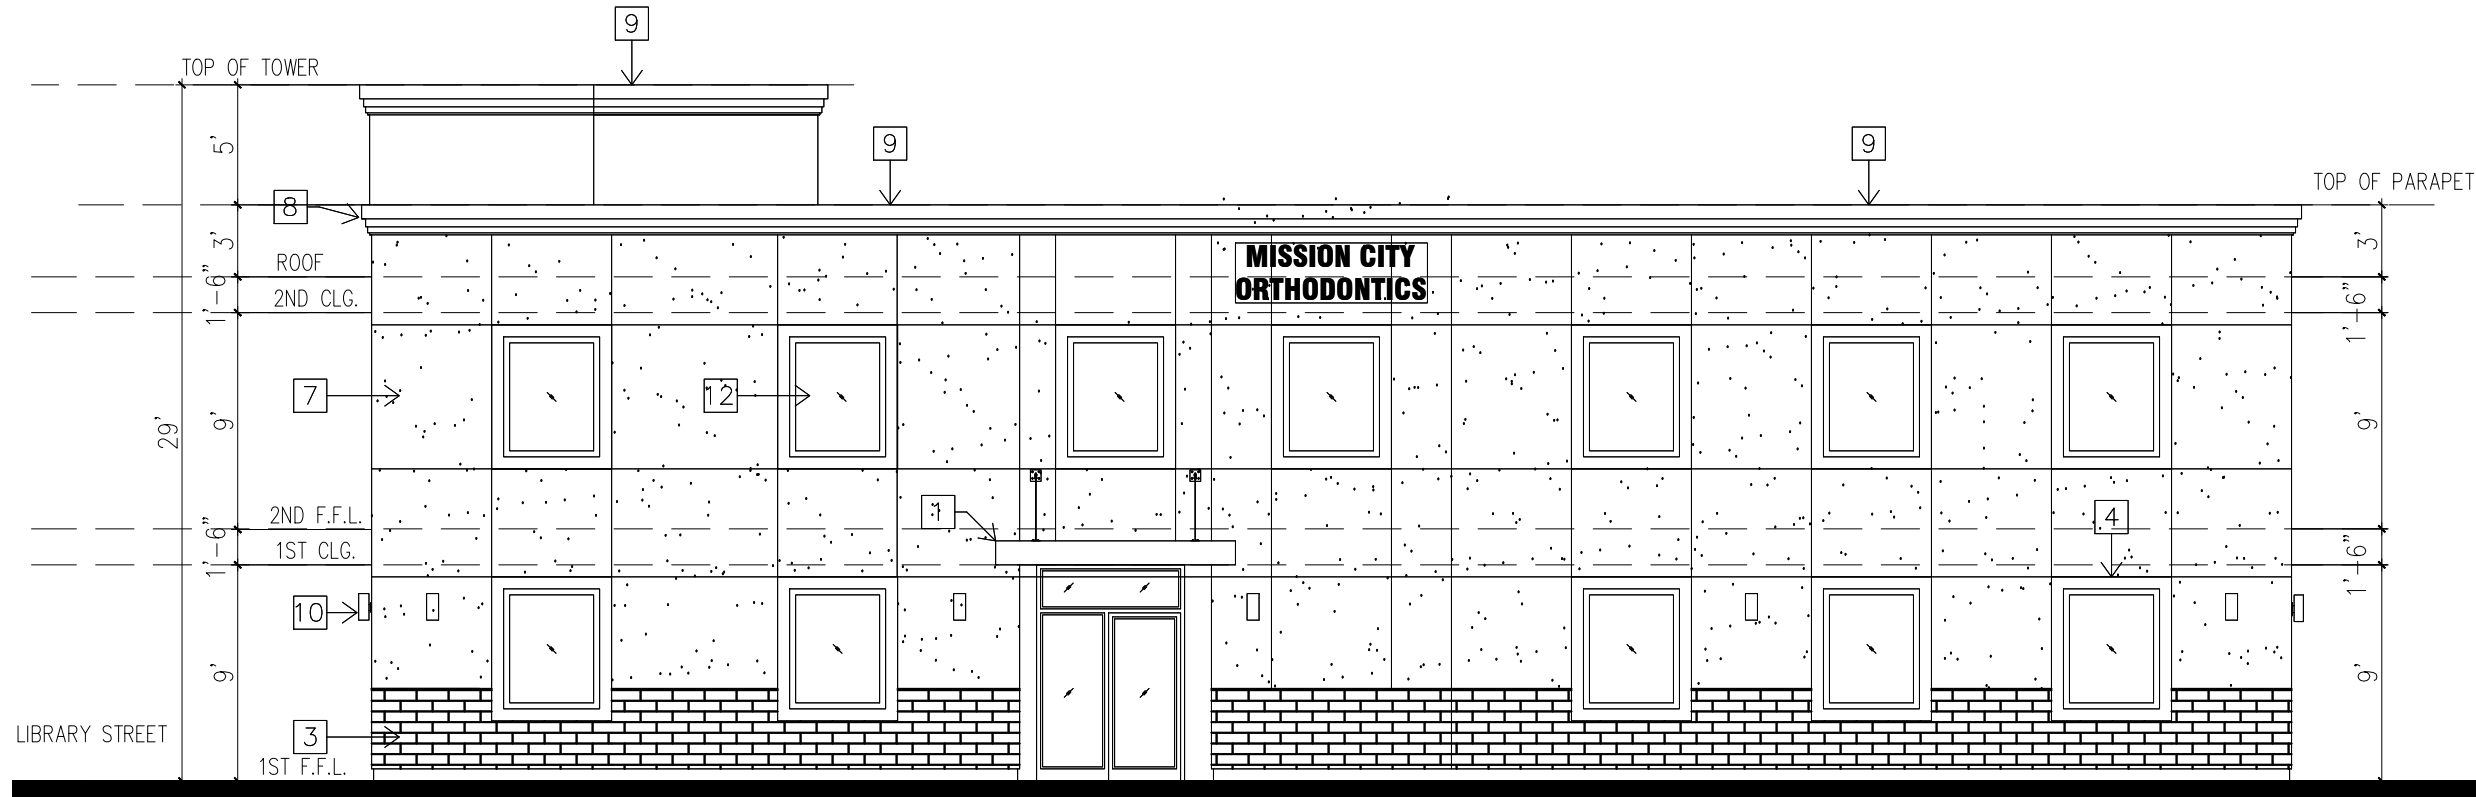 9
TOP OF TOWER
5'
9
9
TOP OF PARAPET
8
3'
3'
ROOF
MISSION CITY
ORTHODONTICS
1'-6"
2ND CLG.
1'-6"
7
12
29'
9'
9'
2ND F.F.L.
1
4
1'-6"
1ST CLG.
1'-6"
10
9'
9'
LIBRARY STREET
3
1ST F.F.L.